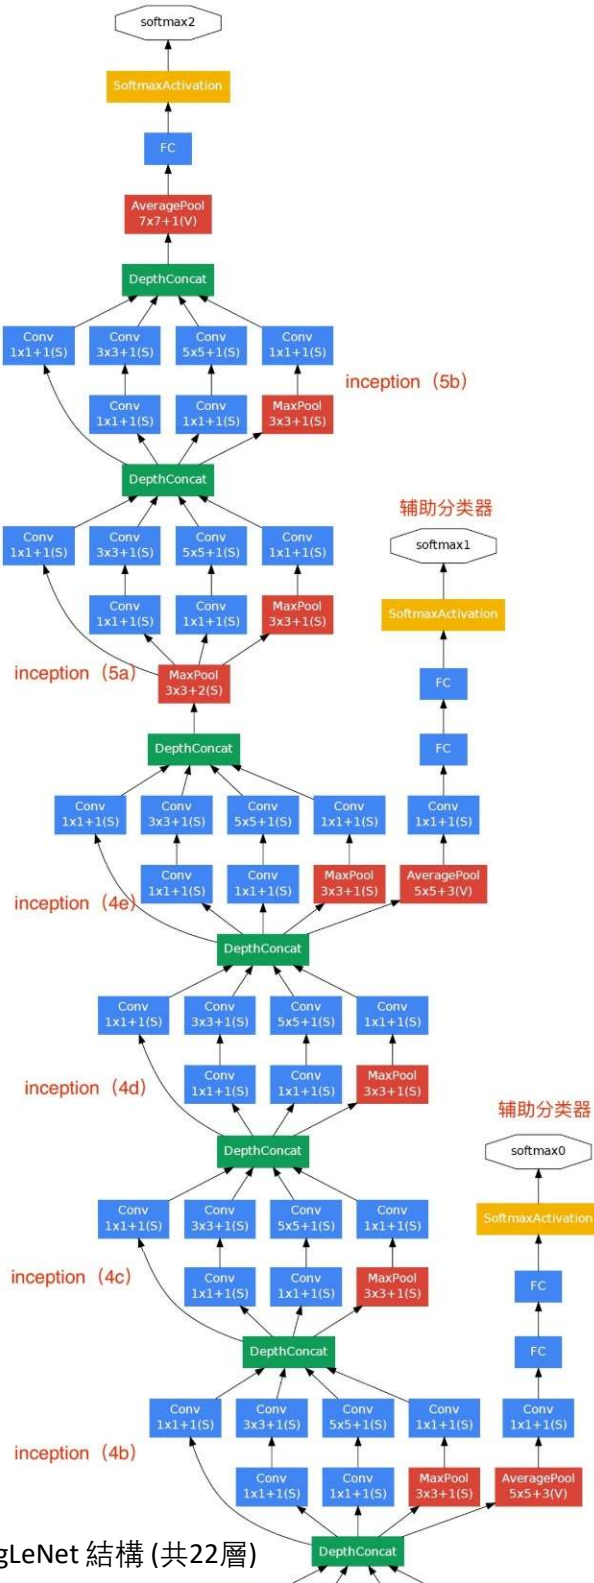 softmax2
SoftmaxActivation
FC
AveragePool
7x7+1(V)
DepthConcat
Conv
1x1+1(S)
Conv
3x3+1(S)
Conv
5x5+1(S)
Conv
1x1+1(S)
inception（5b）
Conv
1x1+1(S)
Conv
1x1+1(S)
MaxPool
3x3+1(S)
DepthConcat
辅助分类器
softmax1
Conv
1x1+1(S)
Conv
3x3+1(S)
Conv
5x5+1(S)
Conv
1x1+1(S)
SoftmaxActivation
Conv
1x1+1(S)
Conv
1x1+1(S)
MaxPool
3x3+1(S)
inception（5a）
MaxPool
3x3+2(S)
FC
DepthConcat
FC
Conv
1x1+1(S)
Conv
3x3+1(S)
Conv
5x5+1(S)
Conv
1x1+1(S)
Conv
1x1+1(S)
Conv
1x1+1(S)
Conv
1x1+1(S)
MaxPool
3x3+1(S)
AveragePool
5x5+3(V)
inception（4e）
DepthConcat
Conv
1x1+1(S)
Conv
3x3+1(S)
Conv
5x5+1(S)
Conv
1x1+1(S)
inception（4d）
Conv
1x1+1(S)
Conv
1x1+1(S)
MaxPool
3x3+1(S)
辅助分类器
DepthConcat
softmax0
Conv
1x1+1(S)
Conv
3x3+1(S)
Conv
5x5+1(S)
Conv
1x1+1(S)
SoftmaxActivation
inception（4c）
Conv
1x1+1(S)
Conv
1x1+1(S)
MaxPool
3x3+1(S)
FC
DepthConcat
FC
Conv
1x1+1(S)
Conv
3x3+1(S)
Conv
5x5+1(S)
Conv
1x1+1(S)
Conv
1x1+1(S)
inception（4b）
Conv
1x1+1(S)
Conv
1x1+1(S)
MaxPool
3x3+1(S)
AveragePool
5x5+3(V)
gLeNet 結構 (共22層)
DepthConcat